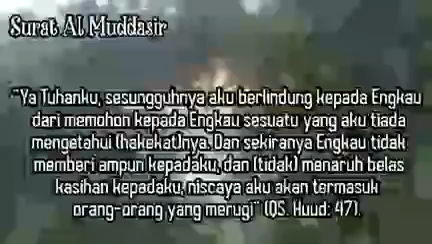 Surat Al Muddasir
"Ya Tuhanku, sesungguhnya aku berlindung kepada Engkau
dari memohon kepada Engkau sesuatu yang aku tiada
mengetahui (hakekat)nya. Dan sekiranya Engkau tidak
memberi ampun kepadaku, dan (tidak) menaruh belas
kasihan kepadaku, niscaya aku akan termasuk
orang-orang yang merugi" (QS. Huud: 47).